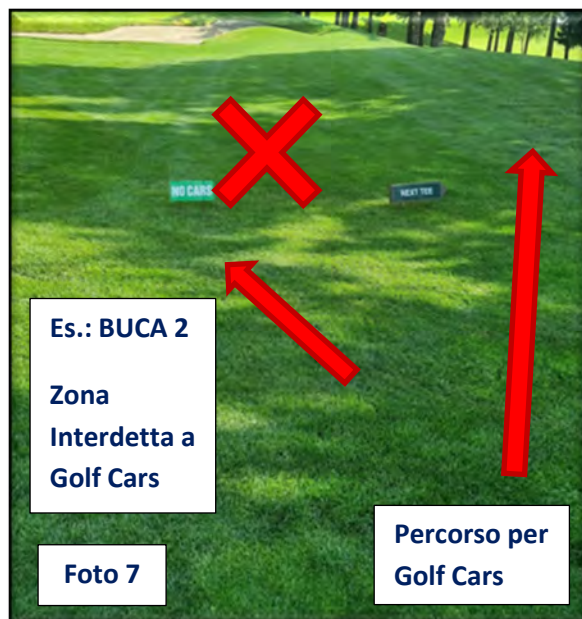 NO CARS
NEXT TEE
Es.: BUCA 2
Zona
Interdetta a
Golf Cars
Percorso per
Golf Cars
Foto 7